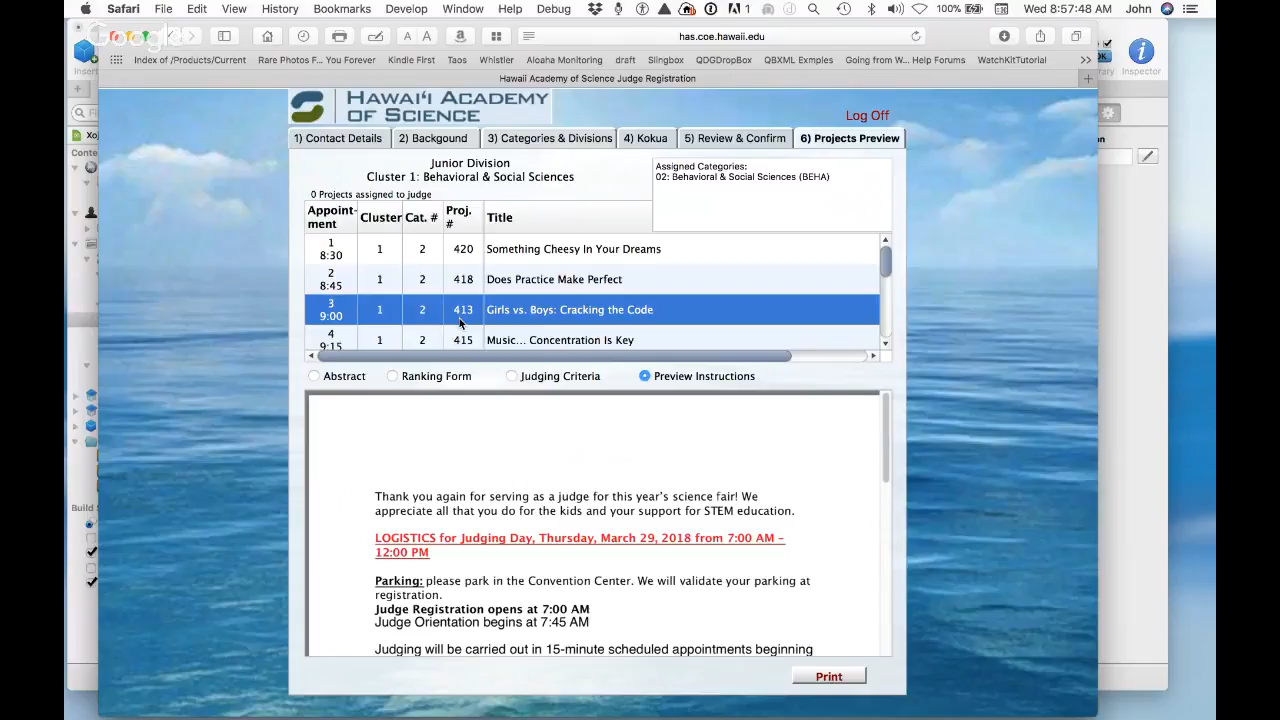 Safari File Edit View History Bookmarks Develop Window Help Debug 1 100% Wed 8:57:48 AM John
Google
has.coe.hawaii.edu
Insert
Inspector
Index of /Products/Current Rare Photos F... You Forever Kindle First Taos Whistler Aloaha Monitoring draft Slingbox QDGDropBox QBXML Exmples Going from W... Help Forums WatchKitTutorial
Hawaii Academy of Science Judge Registration
HAWAI‘I ACADEMY
OF SCIENCE
Log Off
1) Contact Details 2) Backgound 3) Categories & Divisions 4) Kokua 5) Review & Confirm 6) Projects Preview
Junior Division
Cluster 1: Behavioral & Social Sciences
Assigned Categories:
02: Behavioral & Social Sciences (BEHA)
0 Projects assigned to judge
Appoint-
ment Cluster Cat. # Proj.
# Title
1
8:30 1 2 420 Something Cheesy In Your Dreams
2
8:45 1 2 418 Does Practice Make Perfect
3
9:00 1 2 413 Girls vs. Boys: Cracking the Code
4
9:15 1 2 415 Music... Concentration Is Key
Abstract Ranking Form Judging Criteria Preview Instructions
Thank you again for serving as a judge for this year's science fair! We
appreciate all that you do for the kids and your support for STEM education.
LOGISTICS for Judging Day, Thursday, March 29, 2018 from 7:00 AM –
12:00 PM
Parking: please park in the Convention Center. We will validate your parking at
registration.
Judge Registration opens at 7:00 AM
Judge Orientation begins at 7:45 AM
Judging will be carried out in 15-minute scheduled appointments beginning
Print